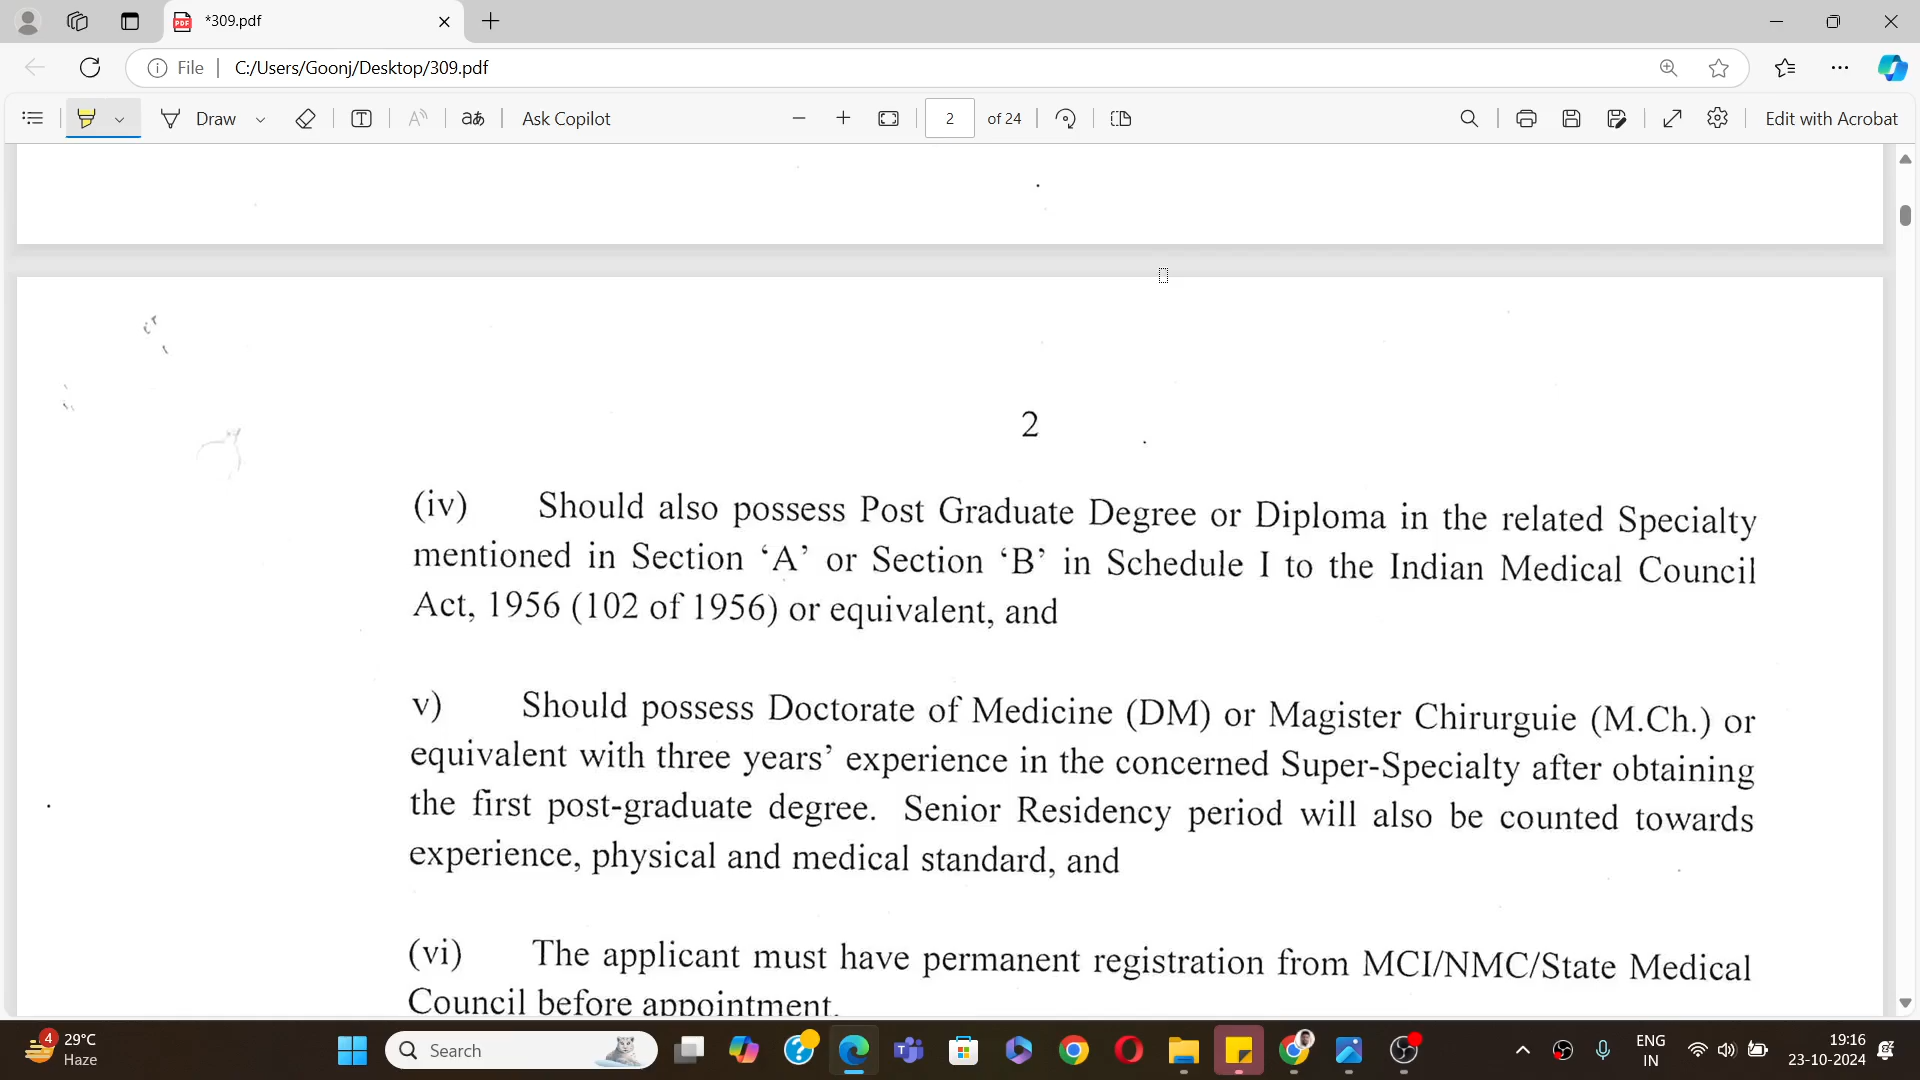 *309.pdf
File
C:/Users/Goonj/Desktop/309.pdf
Draw
Ask Copilot
2 of 24
Edit with Acrobat
2
(iv) Should also possess Post Graduate Degree or Diploma in the related Specialty
mentioned in Section ‘A’ or Section ‘B’ in Schedule I to the Indian Medical Council
Act, 1956 (102 of 1956) or equivalent, and
v) Should possess Doctorate of Medicine (DM) or Magister Chirurguie (M.Ch.) or
equivalent with three years’ experience in the concerned Super-Specialty after obtaining
the first post-graduate degree. Senior Residency period will also be counted towards
experience, physical and medical standard, and
(vi) The applicant must have permanent registration from MCI/NMC/State Medical
Council before appointment.
4
29°C
Haze
Search
ENG
IN
19:16
23-10-2024